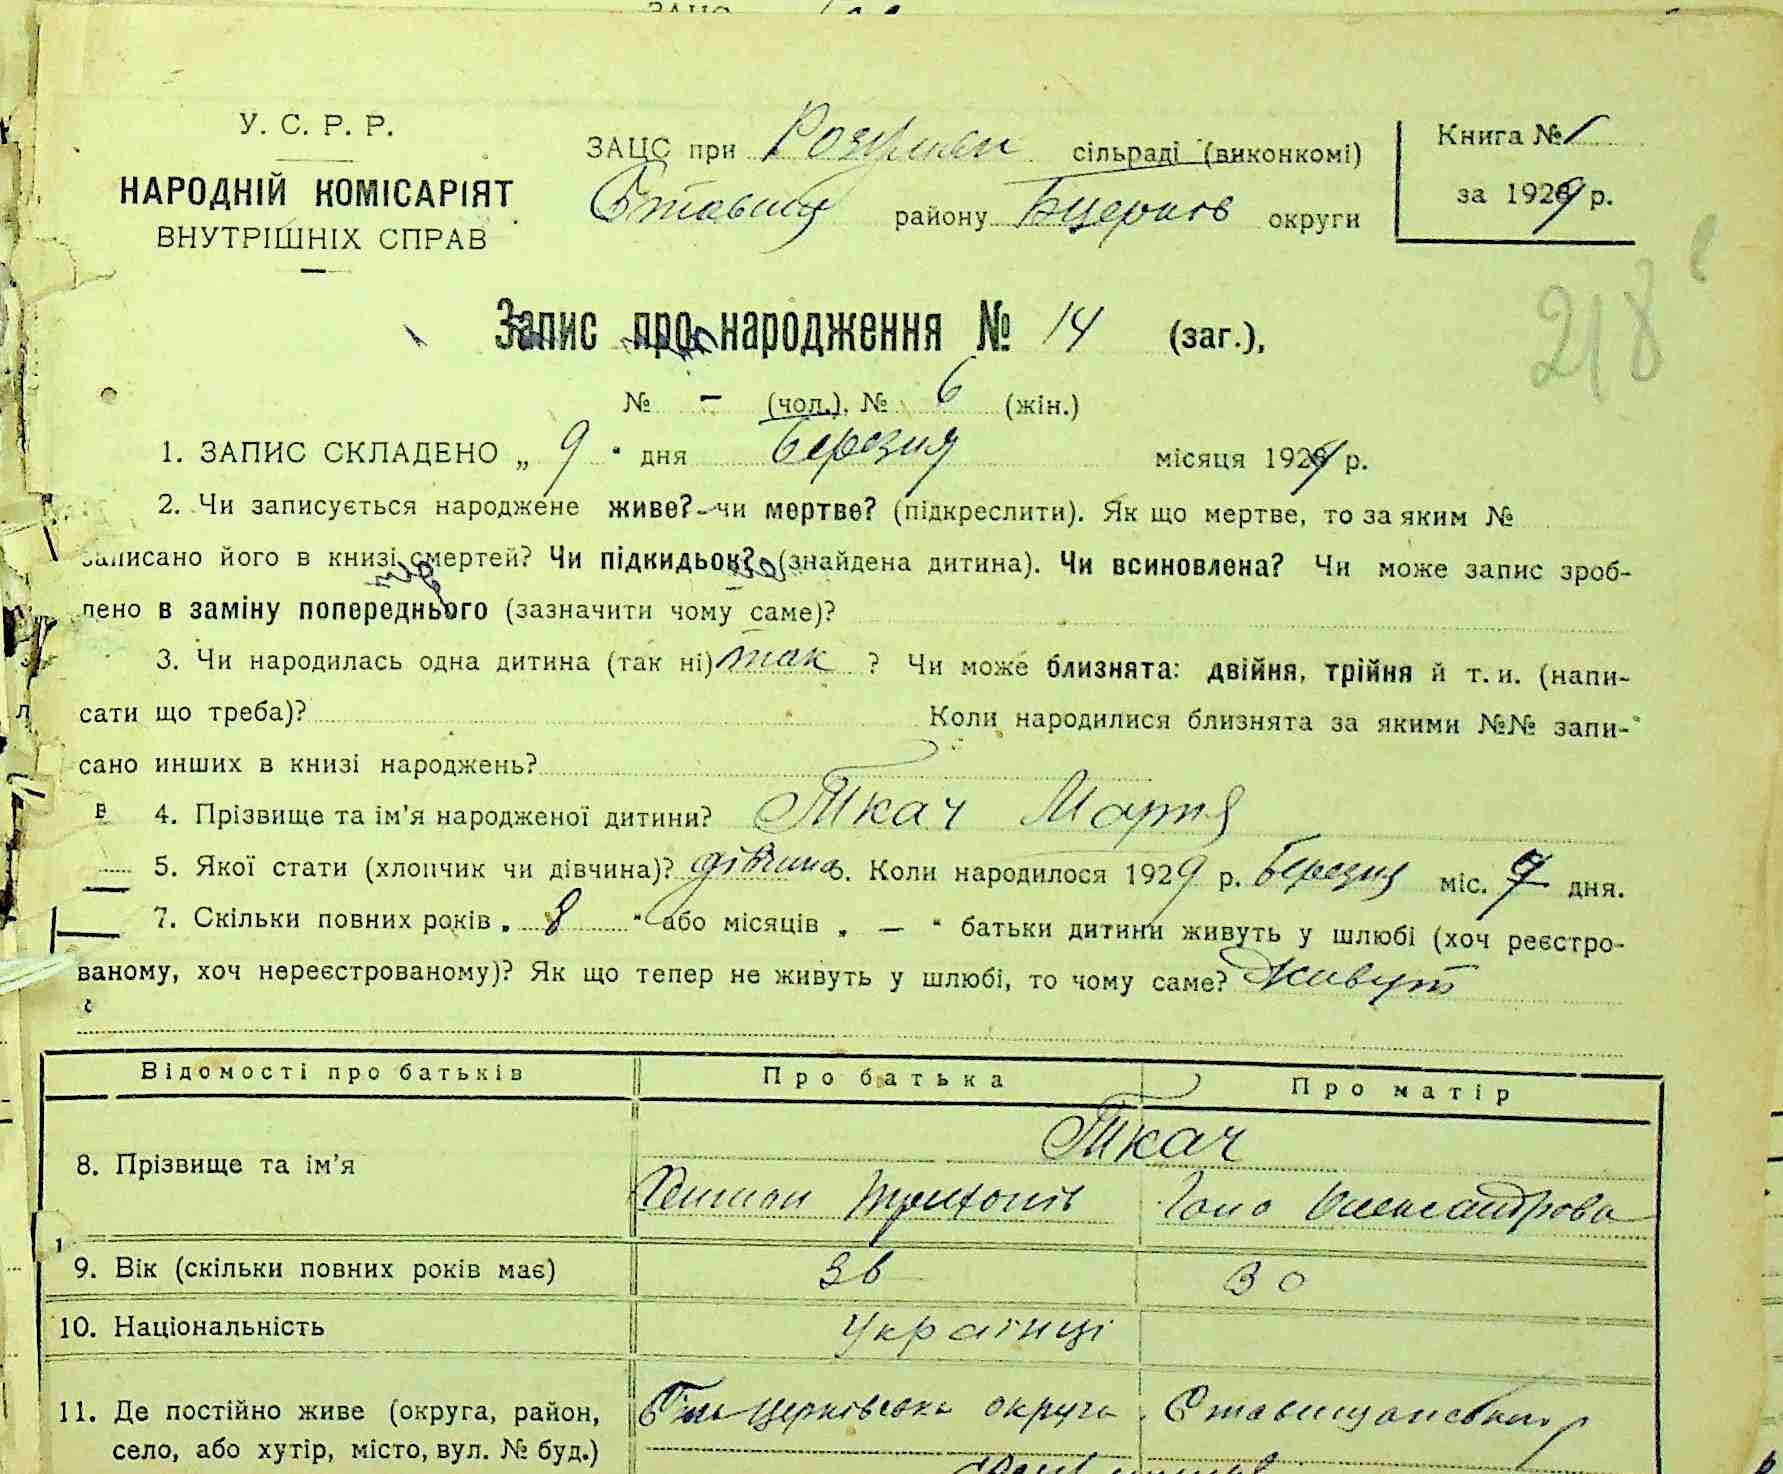 У. С. Р. Р.
НАРОДНІЙ КОМІСАРІЯТ
ВНУТРІШНІХ СПРАВ
ЗАЦС при сільраді (виконкомі)
району Бцерков округи
Книга № 1
за 1929 р.
218
Запис про народження № 14 (заг.),
№ - (чол.), № 6 (жін.)
1. ЗАПИС СКЛАДЕНО „ 9 “ дня березня місяця 1929 р.
2. Чи записується народжене живе? чи мертве? (підкреслити). Як що мертве, то за яким №
записано його в книзі смертей? Чи підкидьок? (знайдена дитина). Чи всиновлена? Чи може запис зроб-
лено в заміну попереднього (зазначити чому саме)?
3. Чи народилась одна дитина (так ні) так ? Чи може близнята: двійня, трійня й т. и. (напи-
сати що треба)? Коли народилися близнята за якими №№ запи-
сано инших в книзі народжень?
4. Прізвище та ім’я народженої дитини? Ткач Марія
5. Якої стати (хлопчик чи дівчина)? дівчина 6. Коли народилося 1929 р. березня міс. дня.
7. Скільки повних років „ 8 “ або місяців „ — “ батьки дитини живуть у шлюбі (хоч реєстро-
ваному, хоч нереєстрованому)? Як що тепер не живуть у шлюбі, то чому саме? живут
Відомості про батьків Про батька Про матір
Ткач
8. Прізвище та ім’я
Олександрова
9. Вік (скільки повних років має) 36 30
10. Національність Українці
11. Де постійно живе (округа, район, Біло Церківська округа
село, або хутір, місто, вул. № буд.)